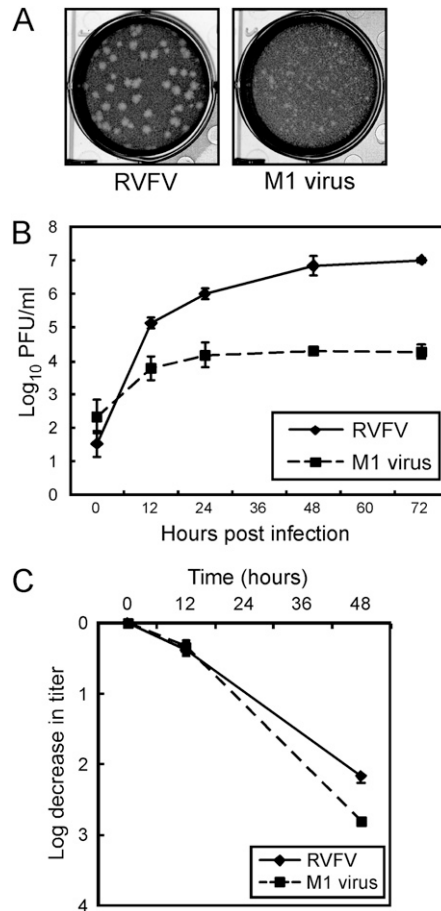 A
RVFV
M1 virus
B
Log10 PFU/ml
8
7
6
5
4
3
2
1
0
0 12 24 36 48 60 72
Hours post infection
RVFV
M1 virus
C
Time (hours)
0 12 24 36 48
0
1
2
3
4
Log decrease in titer
RVFV
M1 virus